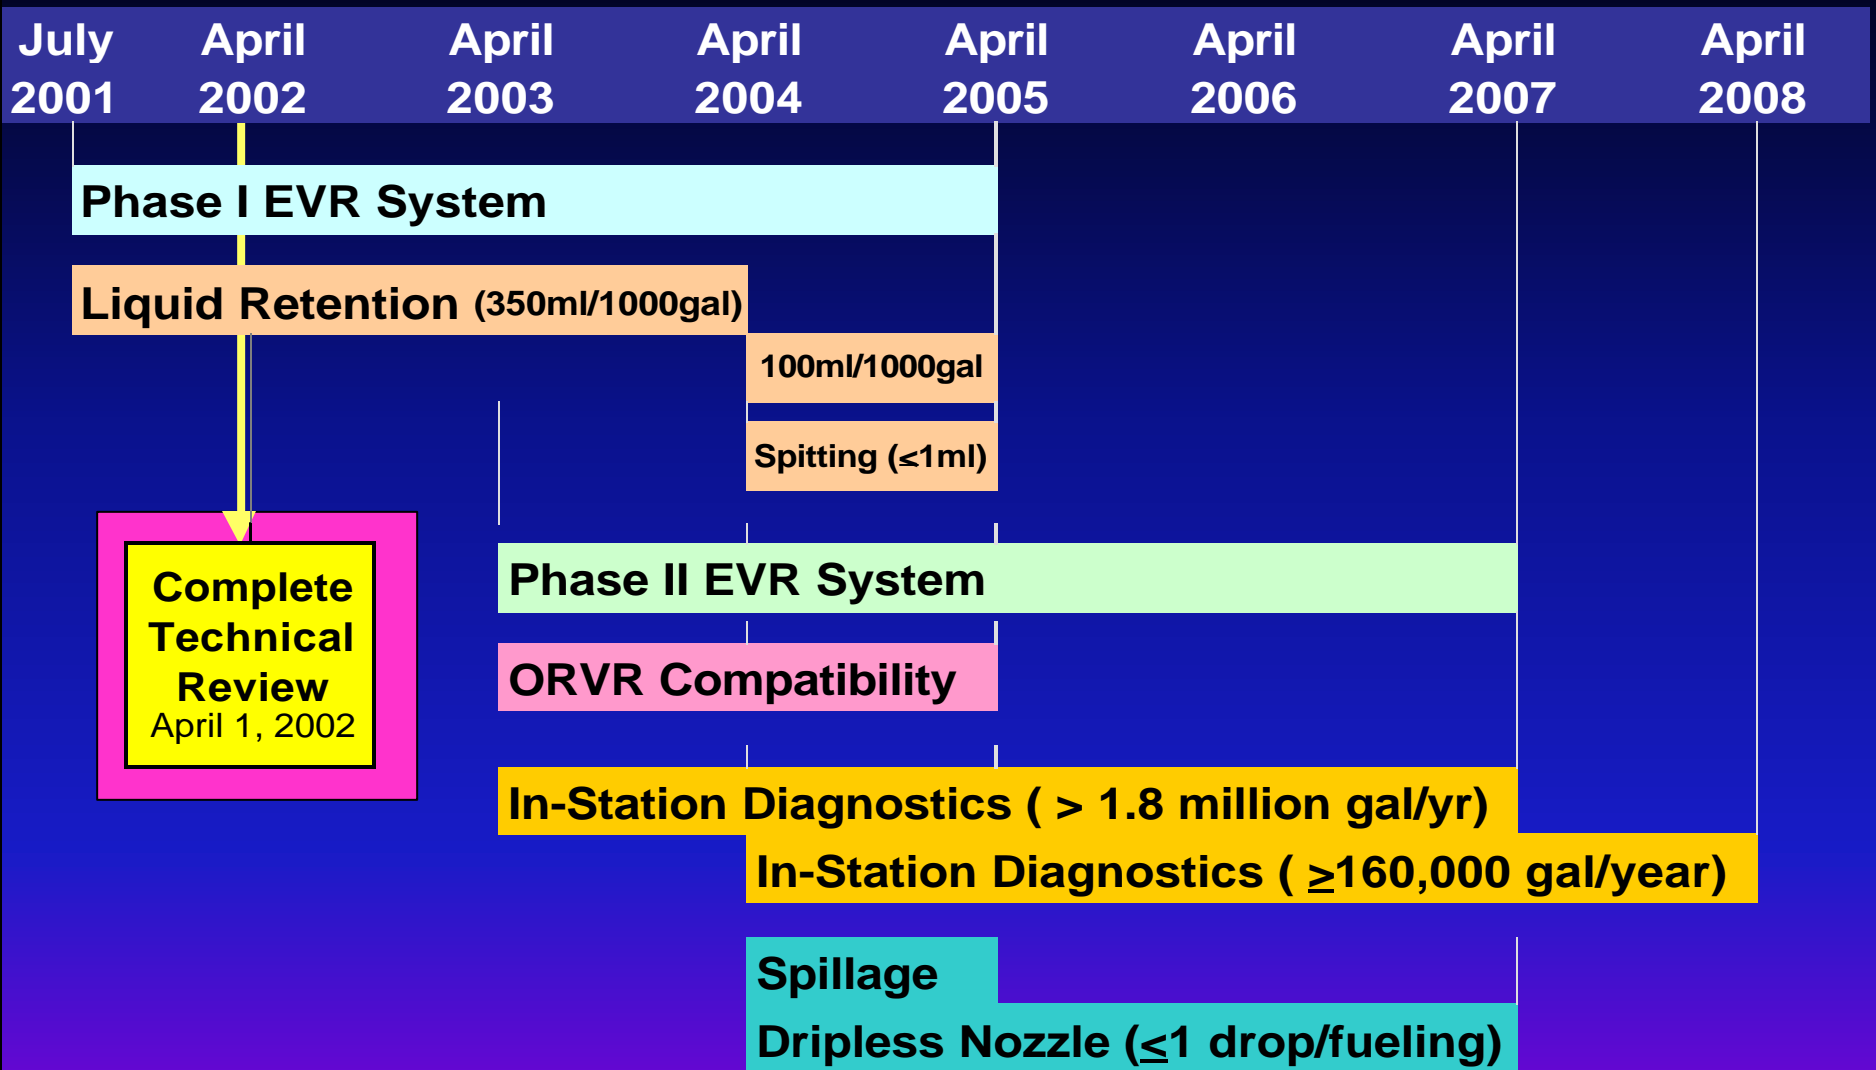 July April April April April April April April
2001 2002 2003 2004 2005 2006 2007 2008
Phase I EVR System
Liquid Retention (350ml/1000gal)
100ml/1000gal
Spitting (≤1ml)
Complete
Technical
Review
April 1, 2002
Phase II EVR System
ORVR Compatibility
In-Station Diagnostics ( > 1.8 million gal/yr)
In-Station Diagnostics ( ≥160,000 gal/year)
Spillage
Dripless Nozzle (≤1 drop/fueling)